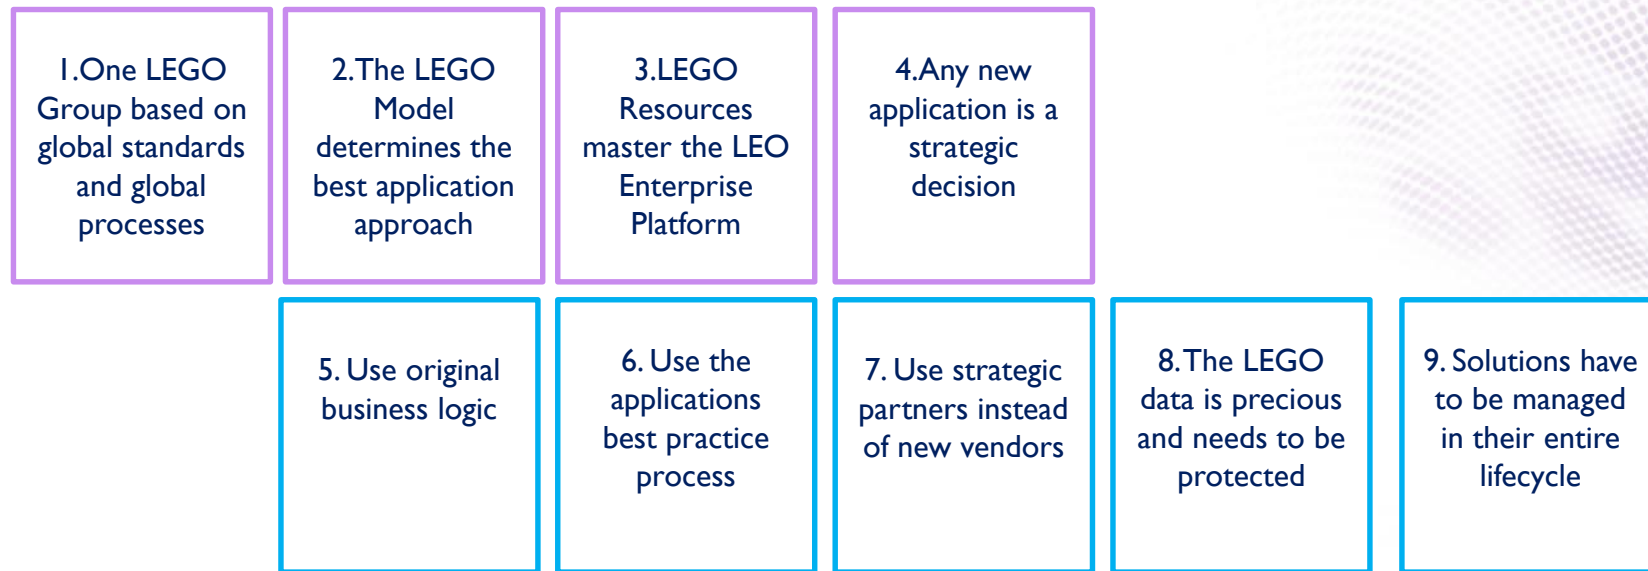 1.One LEGO
Group based on
global standards
and global
processes
2.The LEGO
Model
determines the
best application
approach
3.LEGO
Resources
master the LEO
Enterprise
Platform
4.Any new
application is a
strategic
decision
5. Use original
business logic
6. Use the
applications
best practice
process
7. Use strategic
partners instead
of new vendors
8.The LEGO
data is precious
and needs to be
protected
9. Solutions have
to be managed
in their entire
lifecycle